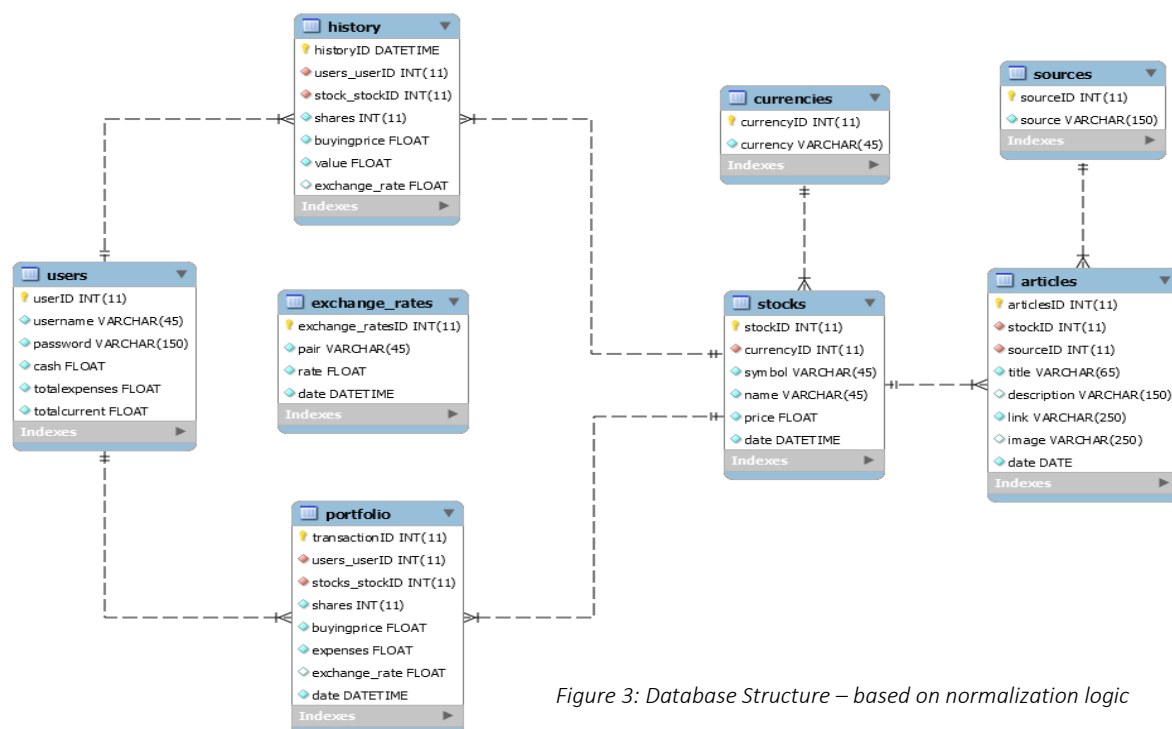 history
historyID DATETIME
users_userID INT(11)
stock_stockID INT(11)
shares INT(11)
buyingprice FLOAT
value FLOAT
exchange_rate FLOAT
Indexes
currencies
currencyID INT(11)
currency VARCHAR(45)
Indexes
sources
sourceID INT(11)
source VARCHAR(150)
Indexes
users
userID INT(11)
username VARCHAR(45)
password VARCHAR(150)
cash FLOAT
totalexpenses FLOAT
totalcurrent FLOAT
Indexes
exchange_rates
exchange_ratesID INT(11)
pair VARCHAR(45)
rate FLOAT
date DATETIME
Indexes
stocks
stockID INT(11)
currencyID INT(11)
symbol VARCHAR(45)
name VARCHAR(45)
price FLOAT
date DATETIME
Indexes
articles
articlesID INT(11)
stockID INT(11)
sourceID INT(11)
title VARCHAR(65)
description VARCHAR(150)
link VARCHAR(250)
image VARCHAR(250)
date DATE
Indexes
portfolio
transactionID INT(11)
users_userID INT(11)
stocks_stockID INT(11)
shares INT(11)
buyingprice FLOAT
expenses FLOAT
exchange_rate FLOAT
date DATETIME
Indexes
Figure 3: Database Structure – based on normalization logic